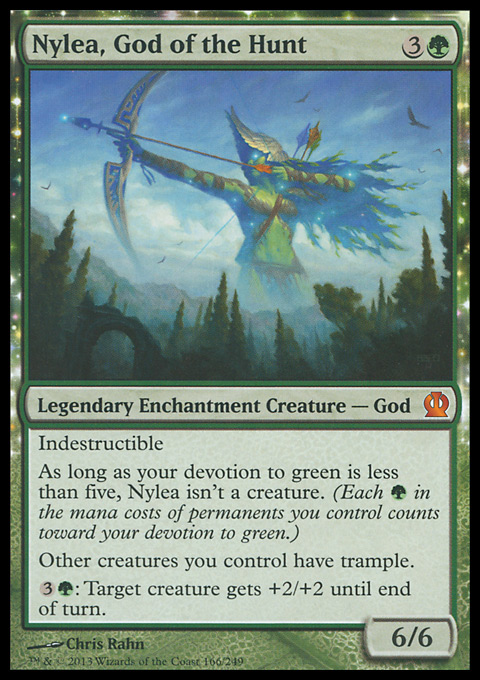 Nylea, God of the Hunt 3
Legendary Enchantment Creature — God
Indestructible
As long as your devotion to green is less
than five, Nylea isn't a creature. (Each in
the mana costs of permanents you control counts
toward your devotion to green.)
Other creatures you control have trample.
3 : Target creature gets +2/+2 until end
of turn.
6/6
Chris Rahn
™ & © 2013 Wizards of the Coast 166/249